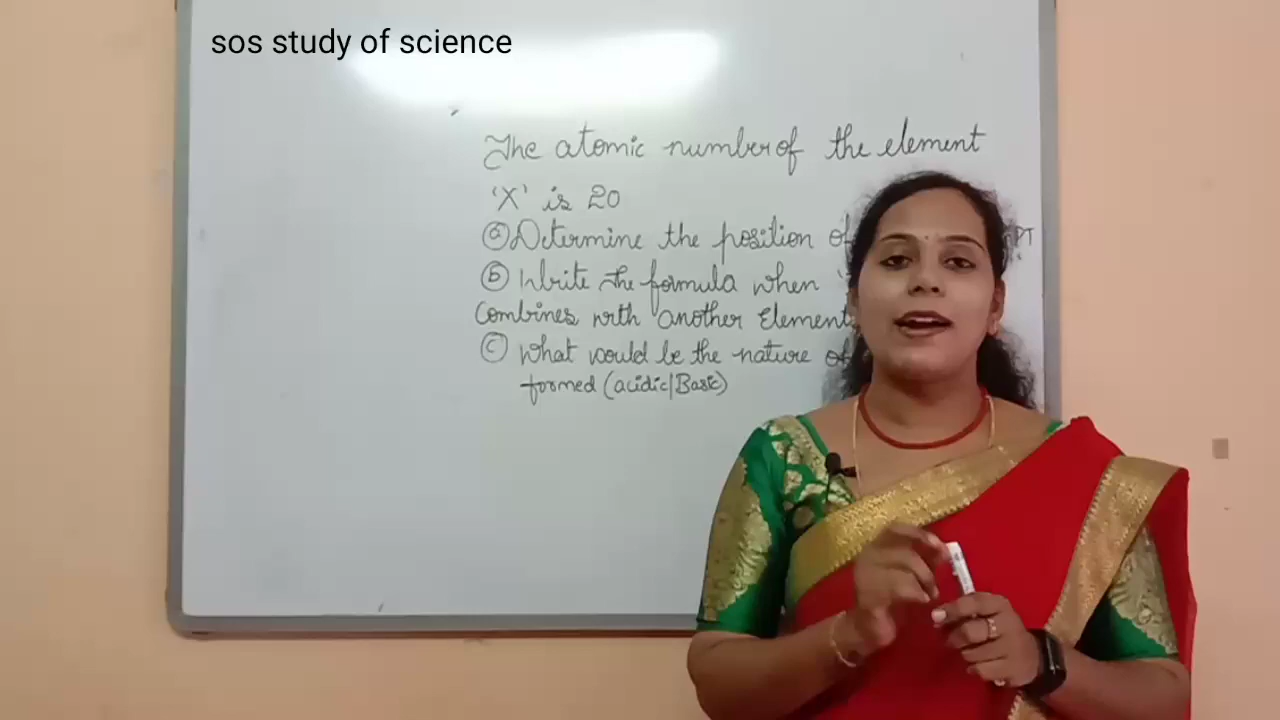 sos study of science
The atomic number of the element
'X' is 20
(a) Determine the position of PT
(b) Write the formula when
Combines with another Element
(c) What would be the nature of
formed (acidic/Basic)